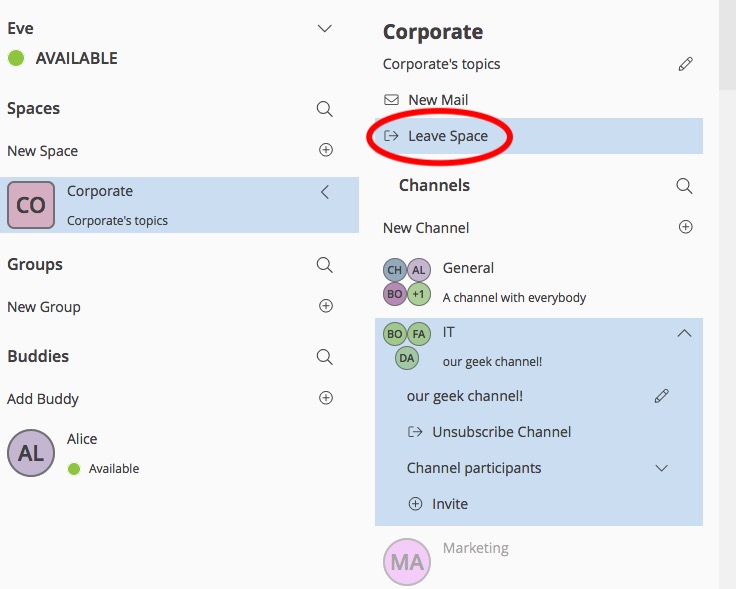 Eve
AVAILABLE
Spaces
New Space
CO
Corporate
Corporate's topics
Groups
New Group
Buddies
Add Buddy
AL
Alice
Available
Corporate
Corporate's topics
New Mail
Leave Space
Channels
New Channel
CH AL
BO +1
General
A channel with everybody
BO FA
DA
IT
our geek channel!
our geek channel!
Unsubscribe Channel
Channel participants
Invite
MA
Marketing